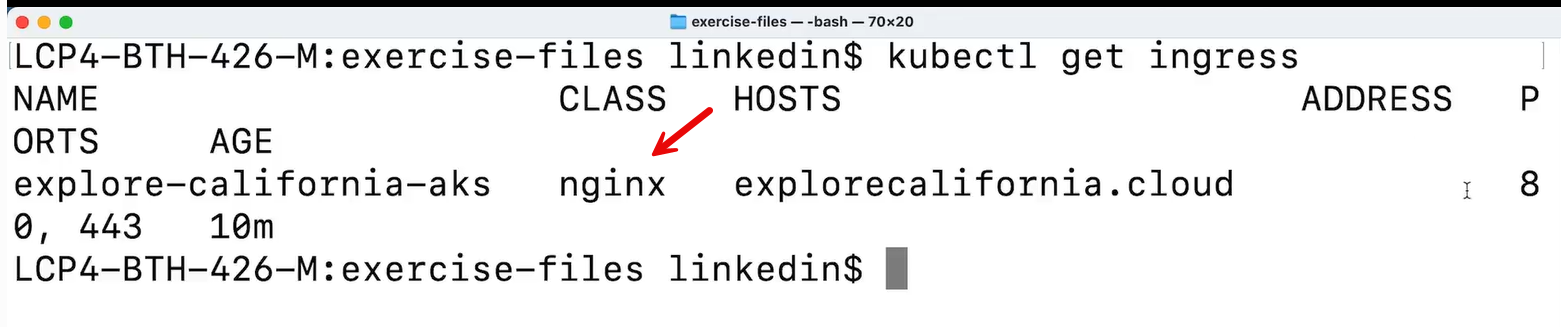 exercise-files — -bash — 70×20
LCP4-BTH-426-M:exercise-files linkedin$ kubectl get ingress
NAME CLASS HOSTS ADDRESS P
ORTS AGE
explore-california-aks nginx explorecalifornia.cloud 8
0, 443 10m
LCP4-BTH-426-M:exercise-files linkedin$